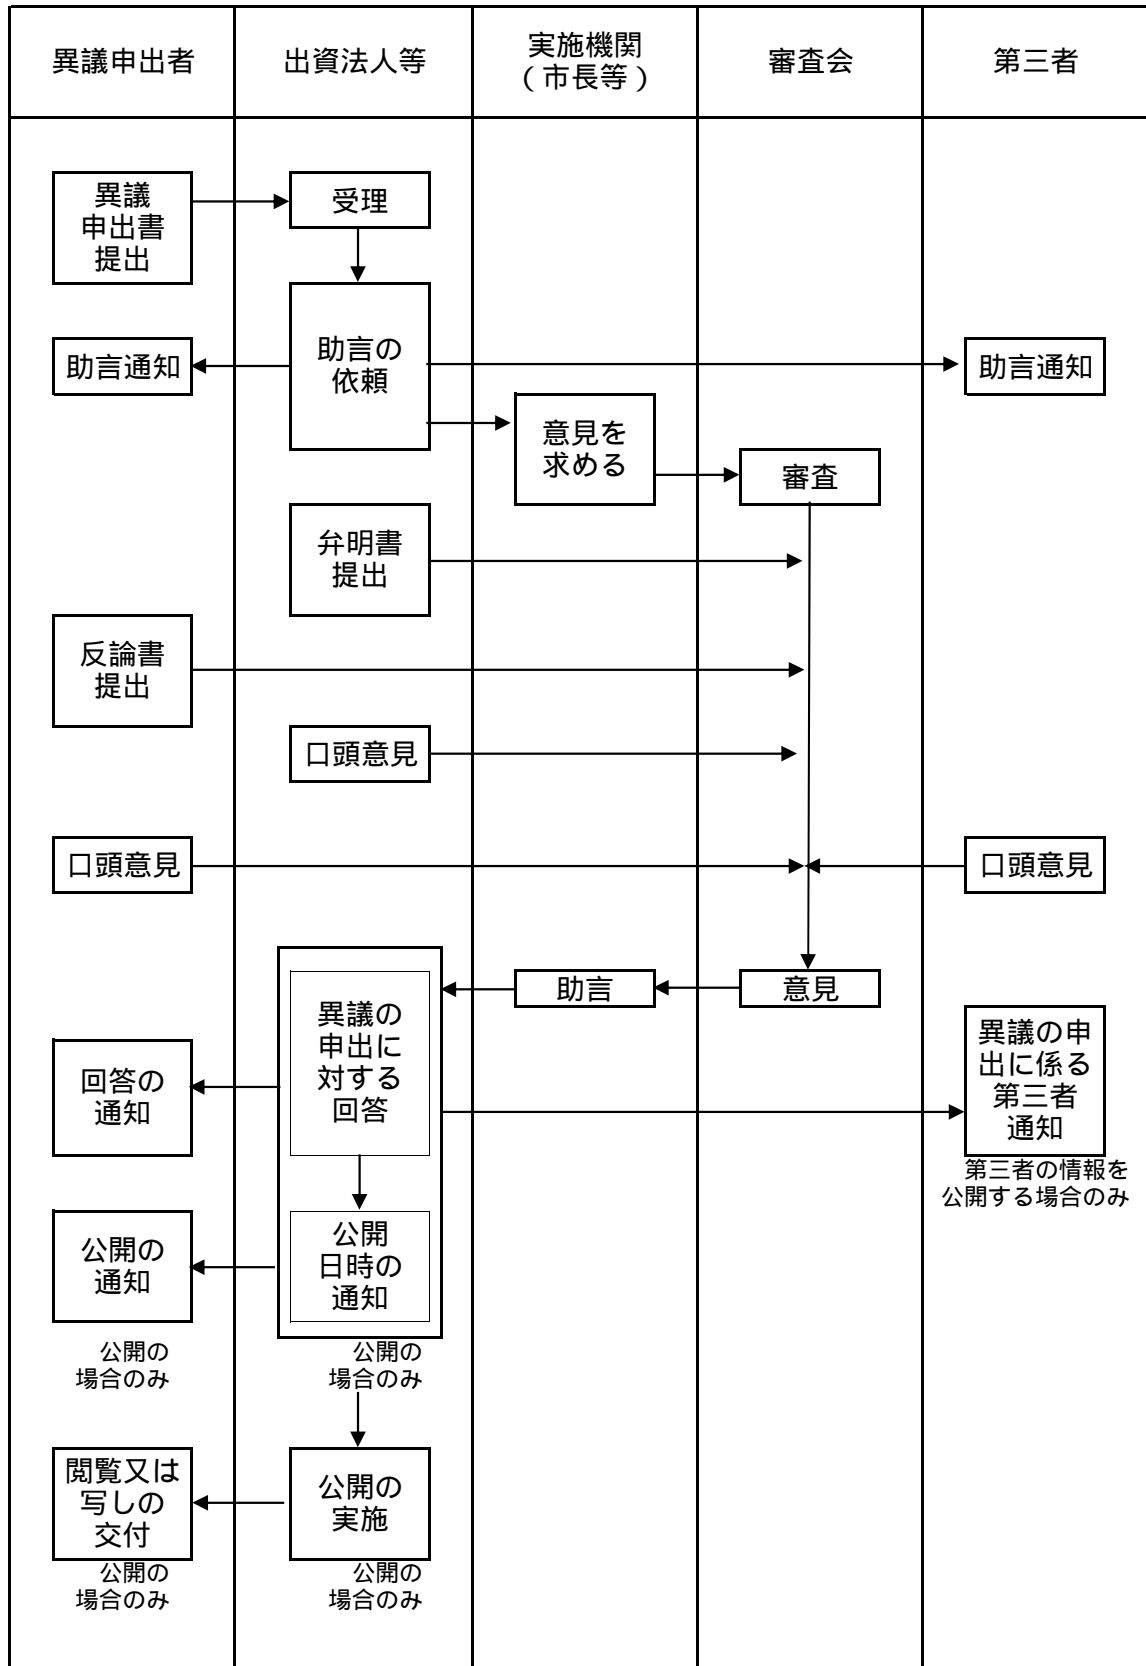 異議申出者
出資法人等
実施機関
（市長等）
審査会
第三者
異議
申出書
提出
受理
助言の
依頼
助言通知
助言通知
意見を
求める
審査
弁明書
提出
反論書
提出
口頭意見
口頭意見
口頭意見
異議の
申出に
対する
回答
助言
意見
回答の
通知
異議の申
出に係る
第三者
通知
第三者の情報を
公開する場合のみ
公開の
通知
公開
日時の
通知
公開の
場合のみ
公開の
場合のみ
閲覧又は
写しの
交付
公開の
実施
公開の
場合のみ
公開の
場合のみ